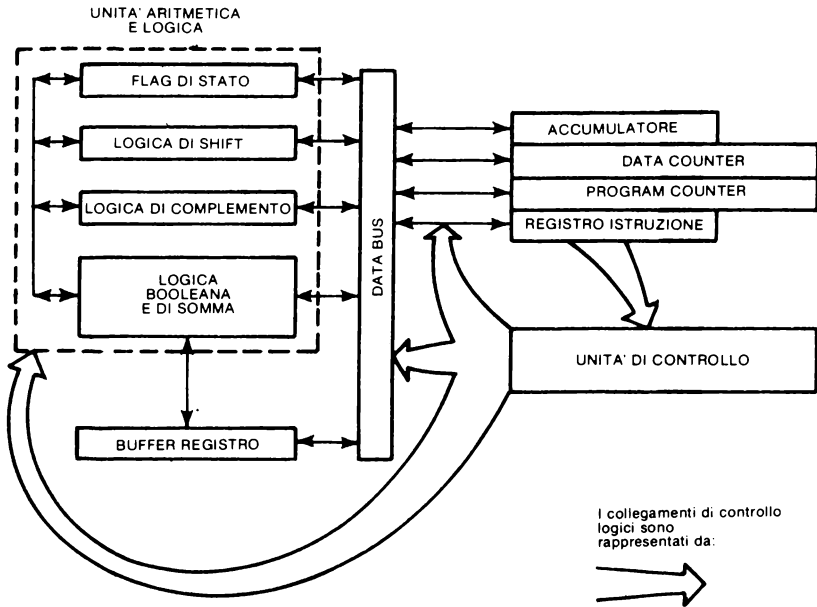 UNITA' ARITMETICA
E LOGICA
FLAG DI STATO
LOGICA DI SHIFT
LOGICA DI COMPLEMENTO
LOGICA
BOOLEANA
E DI SOMMA
BUFFER REGISTRO
DATA BUS
ACCUMULATORE
DATA COUNTER
PROGRAM COUNTER
REGISTRO ISTRUZIONE
UNITA' DI CONTROLLO
I collegamenti di controllo
logici sono
rappresentati da: